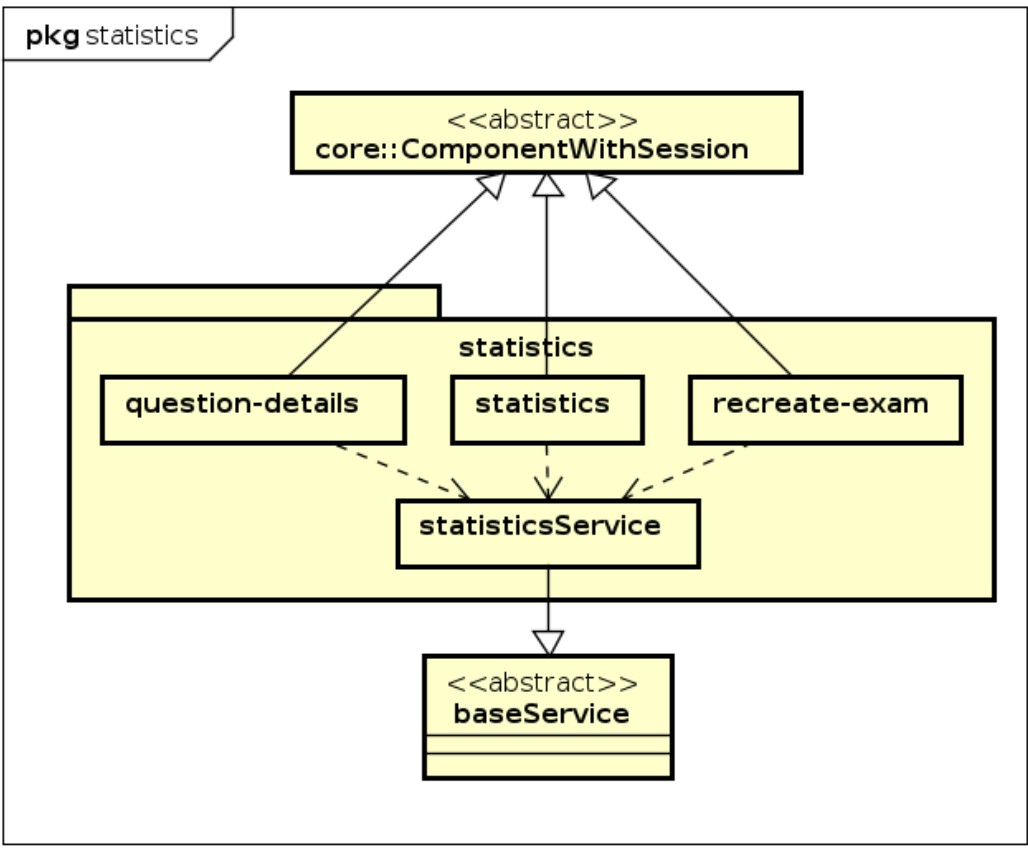 pkg statistics
<<abstract>>
core::ComponentWithSession
statistics
question-details
statistics
recreate-exam
statisticsService
<<abstract>>
baseService